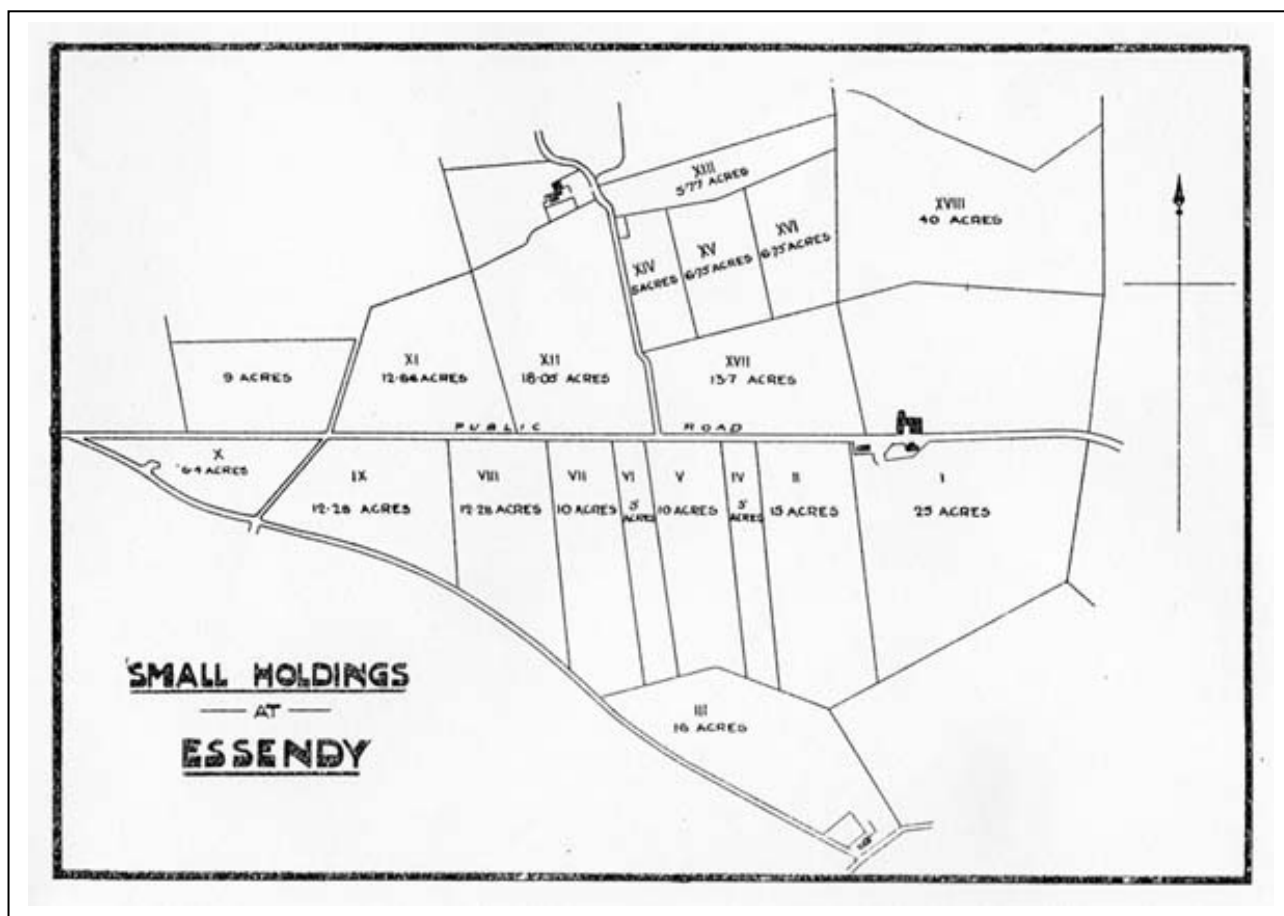 XIII
5·77 ACRES
XVIII
40 ACRES
XVI
6·75 ACRES
XV
6·75 ACRES
XIV
5 ACRES
XI
12·64 ACRES
XII
18·05 ACRES
XVII
13·7 ACRES
9 ACRES
PUBLIC ROAD
X
6·4 ACRES
IX
12·28 ACRES
VIII
12·28 ACRES
VII
10 ACRES
VI
5
ACRES
V
10 ACRES
IV
5
ACRES
II
15 ACRES
I
25 ACRES
III
16 ACRES
SMALL HOLDINGS
AT
ESSENDY